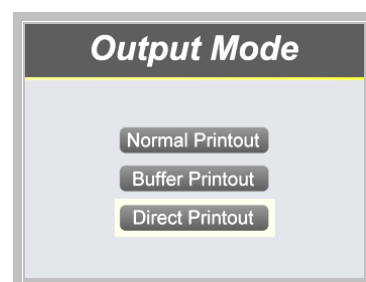 Output Mode
Normal Printout
Buffer Printout
Direct Printout